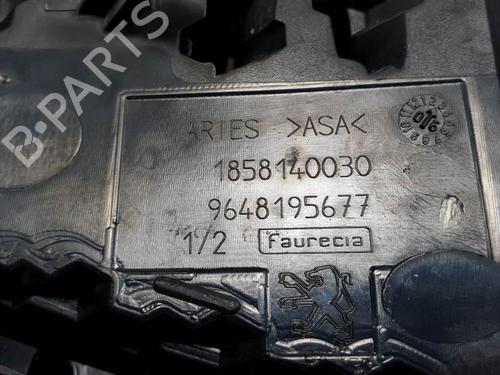 B-PARTS
ARIES >ASA<
1858140030
9648195677
1/2 Faurecia